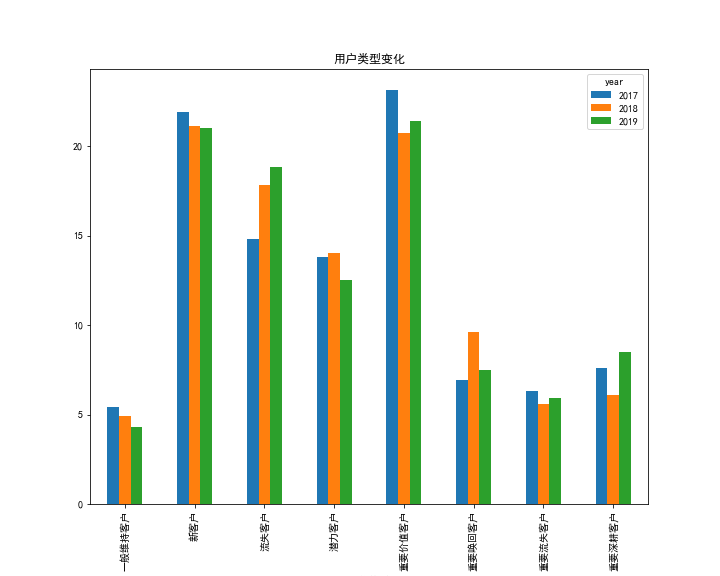 用户类型变化
year
2017
2018
2019
20
15
10
5
0
一般维持客户
新客户
流失客户
潜力客户
重要价值客户
重要唤回客户
重要流失客户
重要深耕客户